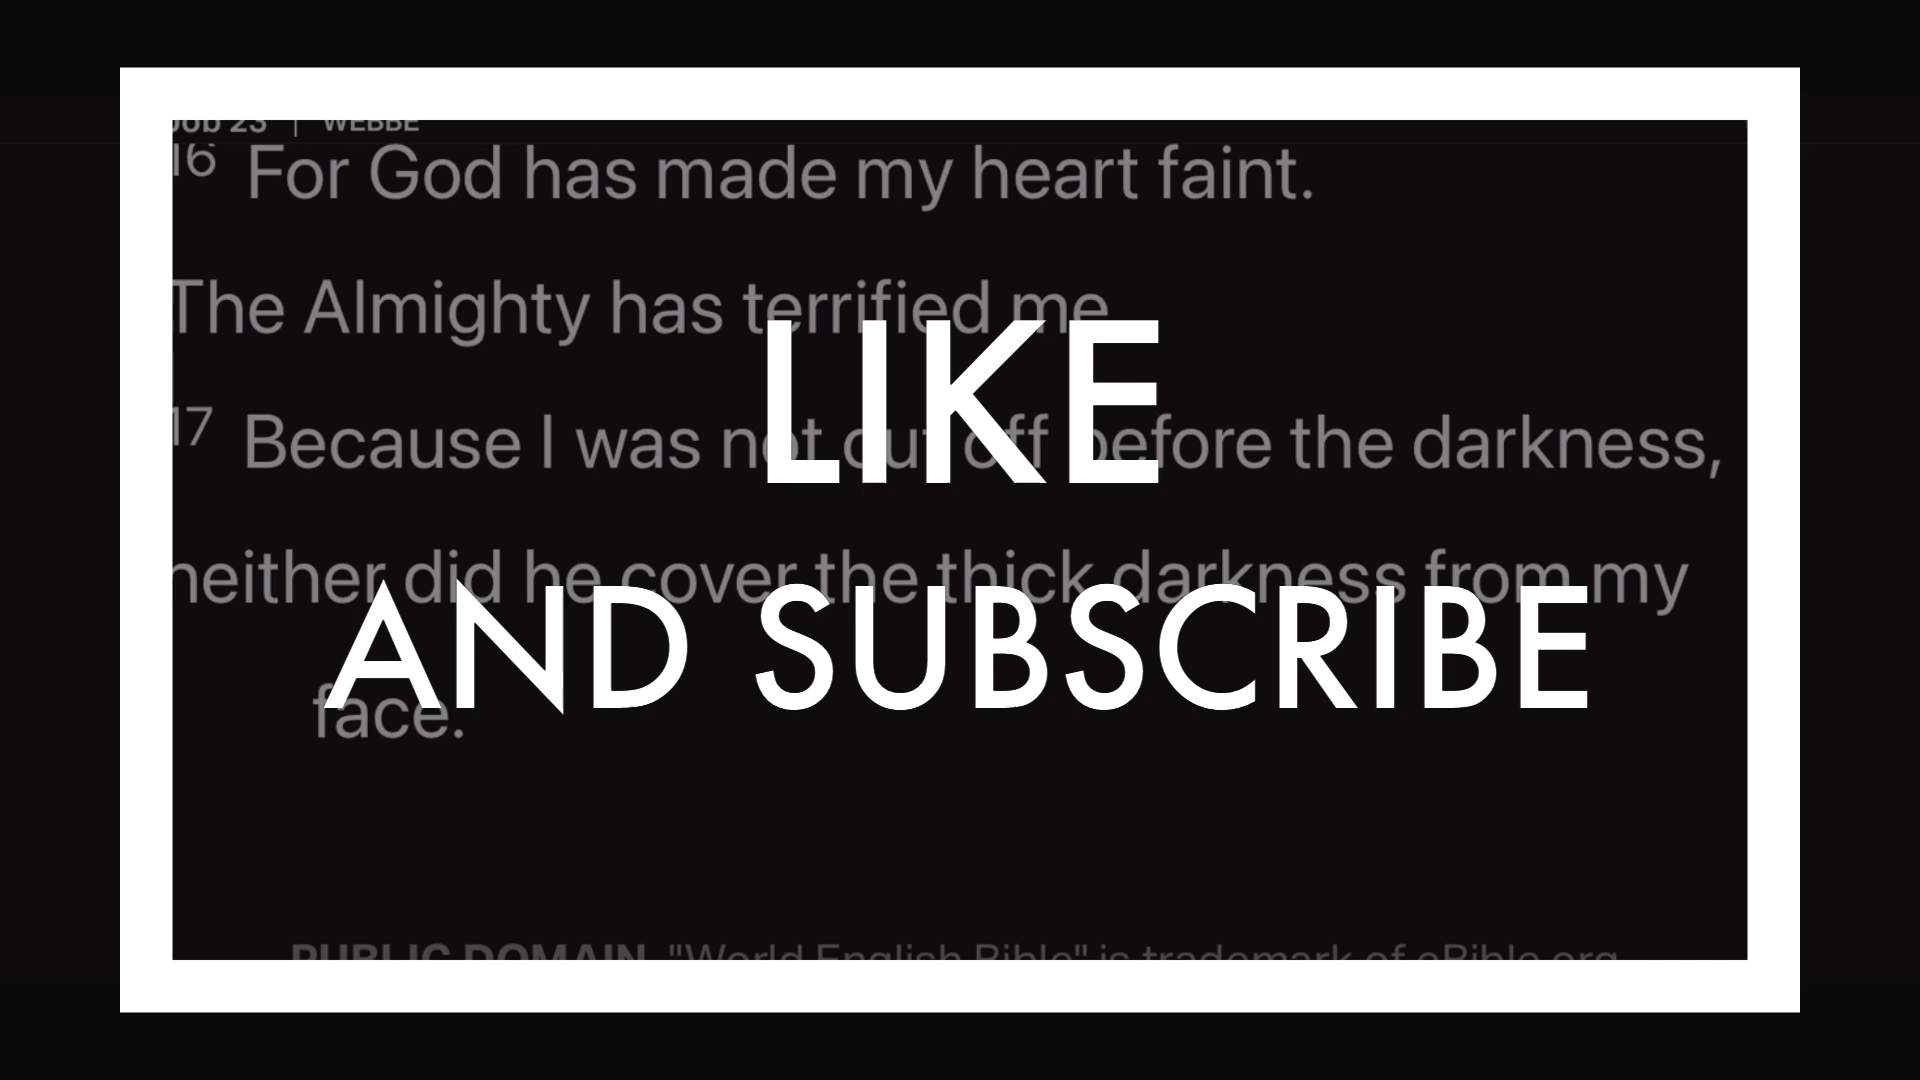 Job 23 | WEBBE
16 For God has made my heart faint.
The Almighty has terrified me.
LIKE
17 Because I was not cut off before the darkness,
neither did he cover the thick darkness from my
AND SUBSCRIBE
face.
PUBLIC DOMAIN "World English Bible" is trademark of eBible.org